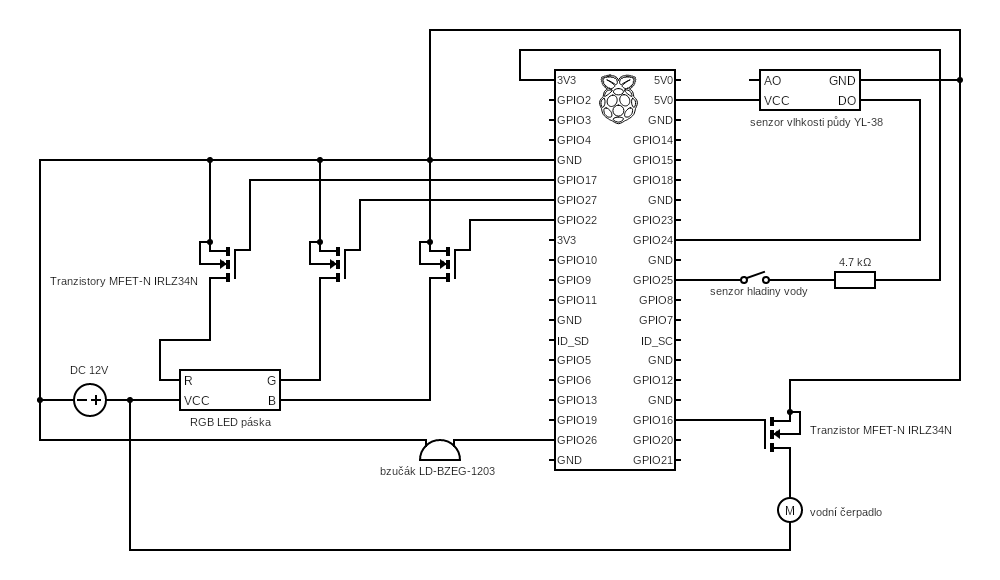 3V3
GPIO2
GPIO3
GPIO4
GND
GPIO17
GPIO27
GPIO22
3V3
GPIO10
GPIO9
GPIO11
GND
ID_SD
GPIO5
GPIO6
GPIO13
GPIO19
GPIO26
GND
5V0
5V0
GND
GPIO14
GPIO15
GPIO18
GND
GPIO23
GPIO24
GND
GPIO25
GPIO8
GPIO7
ID_SC
GND
GPIO12
GND
GPIO16
GPIO20
GPIO21
AO GND
VCC DO
senzor vlhkosti půdy YL-38
4.7 kΩ
senzor hladiny vody
Tranzistory MFET-N IRLZ34N
DC 12V
R G
VCC B
RGB LED páska
bzučák LD-BZEG-1203
Tranzistor MFET-N IRLZ34N
M
vodní čerpadlo